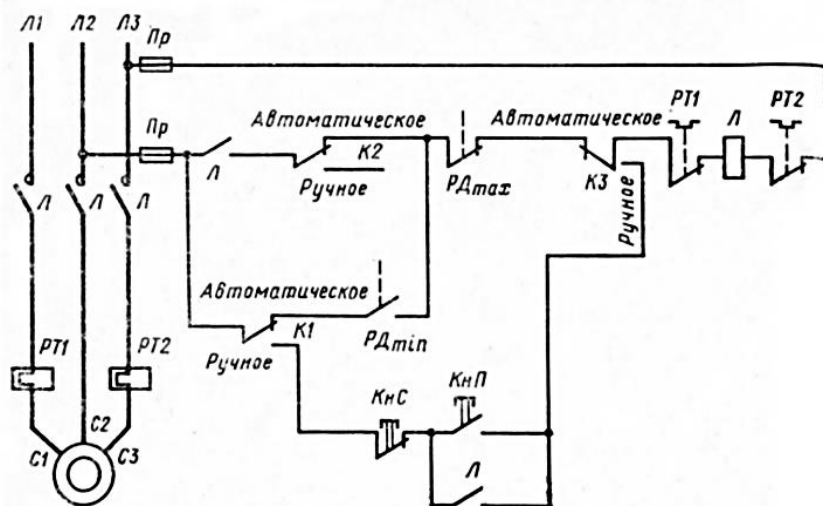 Л1 Л2 Л3 Пр
Пр
Автоматическое
Автоматическое
РТ1 Л РТ2
Л
К2
Ручное
РДmax
К3
Ручное
Л Л Л
Автоматическое
К1
Ручное
РДmin
РТ1 РТ2
КнС КнП
Л
С1 С2 С3